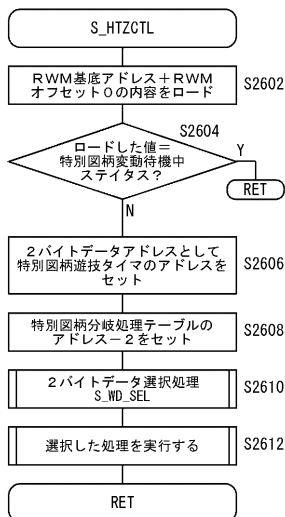 S_HTZCTL
ＲＷＭ基底アドレス＋ＲＷＭ
オフセット０の内容をロード
S2602
S2604
ロードした値＝
特別図柄変動待機中
ステイタス？
Y
RET
N
２バイトデータアドレスとして
特別図柄遊技タイマのアドレスを
セット
S2606
特別図柄分岐処理テーブルの
アドレス－２をセット
S2608
２バイトデータ選択処理
S_WD_SEL
S2610
選択した処理を実行する
S2612
RET